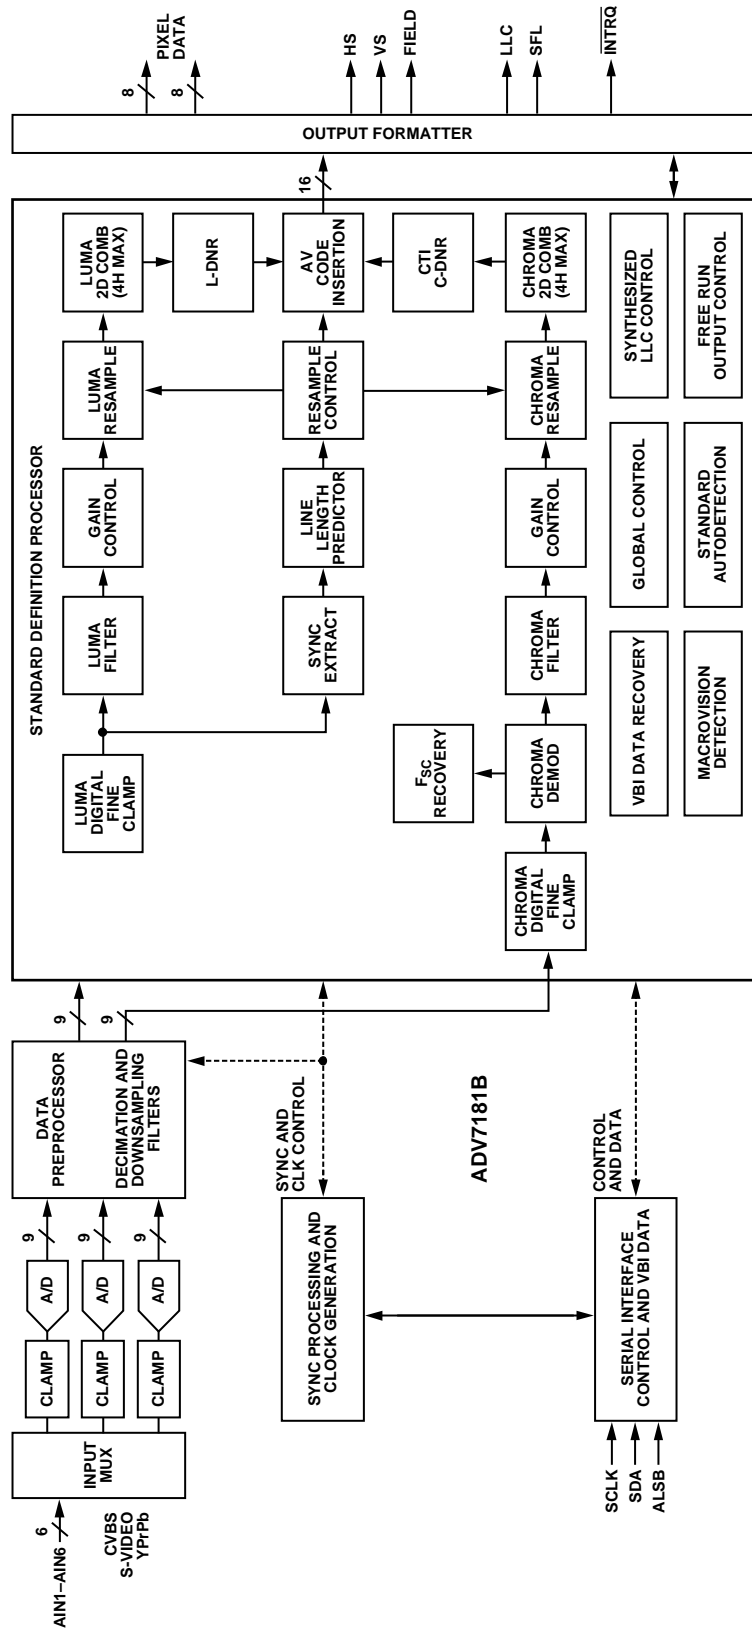 AIN1–AIN6
6
CVBS
S-VIDEO
YPrPb
INPUT
MUX
CLAMP
A/D
9
CLAMP
A/D
9
CLAMP
A/D
9
DATA
PREPROCESSOR
DECIMATION AND
DOWNSAMPLING
FILTERS
9
9
SYNC PROCESSING AND
CLOCK GENERATION
SYNC AND
CLK CONTROL
ADV7181B
SCLK
SDA
ALSB
SERIAL INTERFACE
CONTROL AND VBI DATA
CONTROL
AND DATA
STANDARD DEFINITION PROCESSOR
LUMA
DIGITAL
FINE
CLAMP
LUMA
FILTER
GAIN
CONTROL
LUMA
RESAMPLE
LUMA
2D COMB
(4H MAX)
L-DNR
SYNC
EXTRACT
LINE
LENGTH
PREDICTOR
RESAMPLE
CONTROL
AV
CODE
INSERTION
16
FSC
RECOVERY
CTI
C-DNR
CHROMA
DIGITAL
FINE
CLAMP
CHROMA
DEMOD
CHROMA
FILTER
GAIN
CONTROL
CHROMA
RESAMPLE
CHROMA
2D COMB
(4H MAX)
VBI DATA RECOVERY
GLOBAL CONTROL
SYNTHESIZED
LLC CONTROL
MACROVISION
DETECTION
STANDARD
AUTODETECTION
FREE RUN
OUTPUT CONTROL
OUTPUT FORMATTER
8
8
PIXEL
DATA
HS
VS
FIELD
LLC
SFL
INTRQ